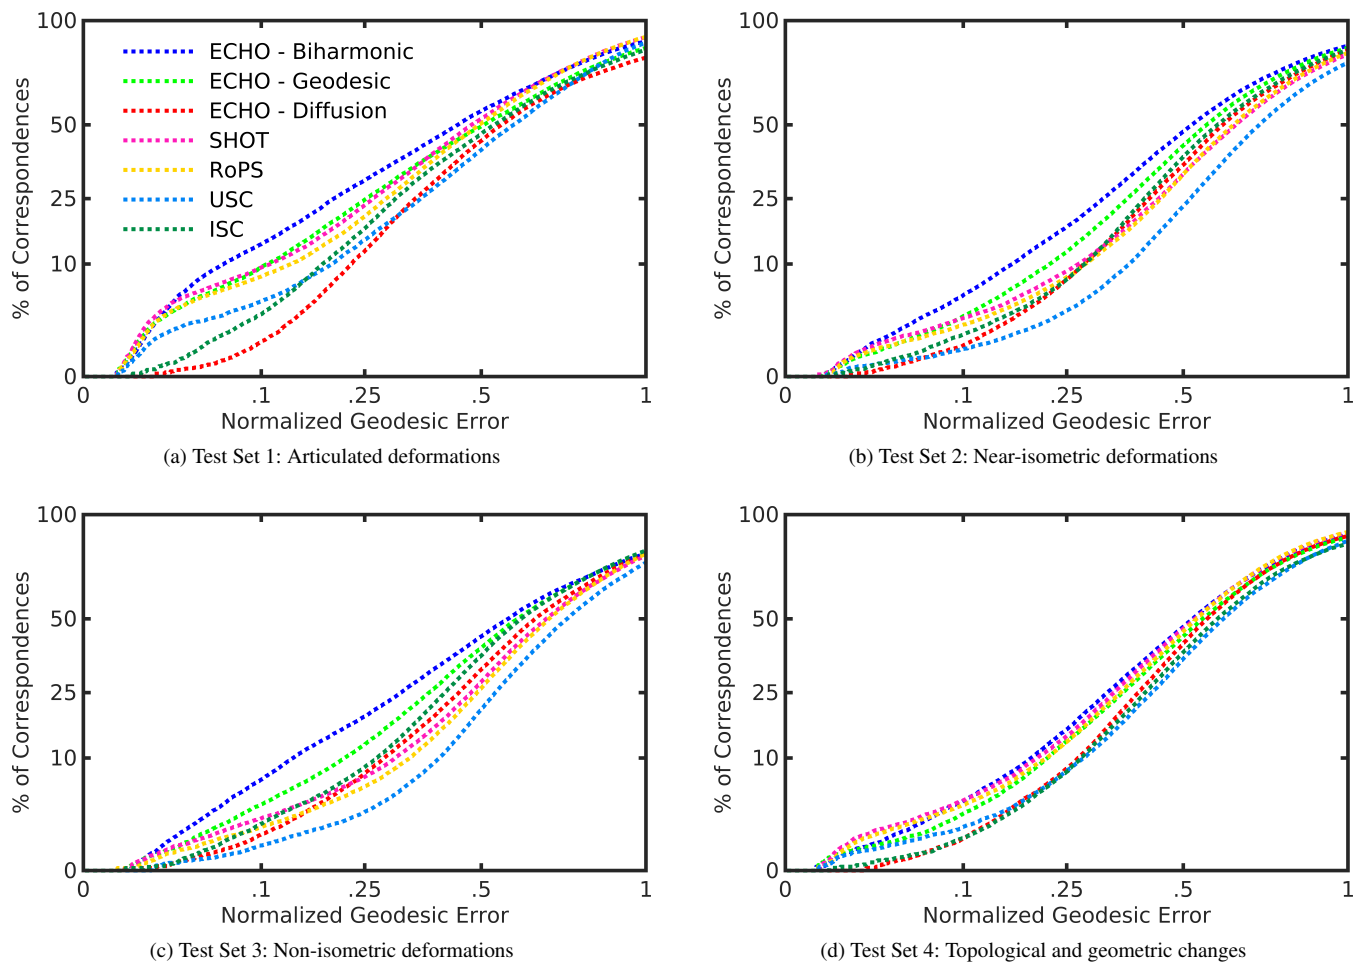 100
50
25
10
0
% of Correspondences
ECHO - Biharmonic
ECHO - Geodesic
ECHO - Diffusion
SHOT
RoPS
USC
ISC
0 .1 .25 .5 1
Normalized Geodesic Error
(a) Test Set 1: Articulated deformations
100
50
25
10
0
% of Correspondences
0 .1 .25 .5 1
Normalized Geodesic Error
(b) Test Set 2: Near-isometric deformations
100
50
25
10
0
% of Correspondences
0 .1 .25 .5 1
Normalized Geodesic Error
(c) Test Set 3: Non-isometric deformations
100
50
25
10
0
% of Correspondences
0 .1 .25 .5 1
Normalized Geodesic Error
(d) Test Set 4: Topological and geometric changes